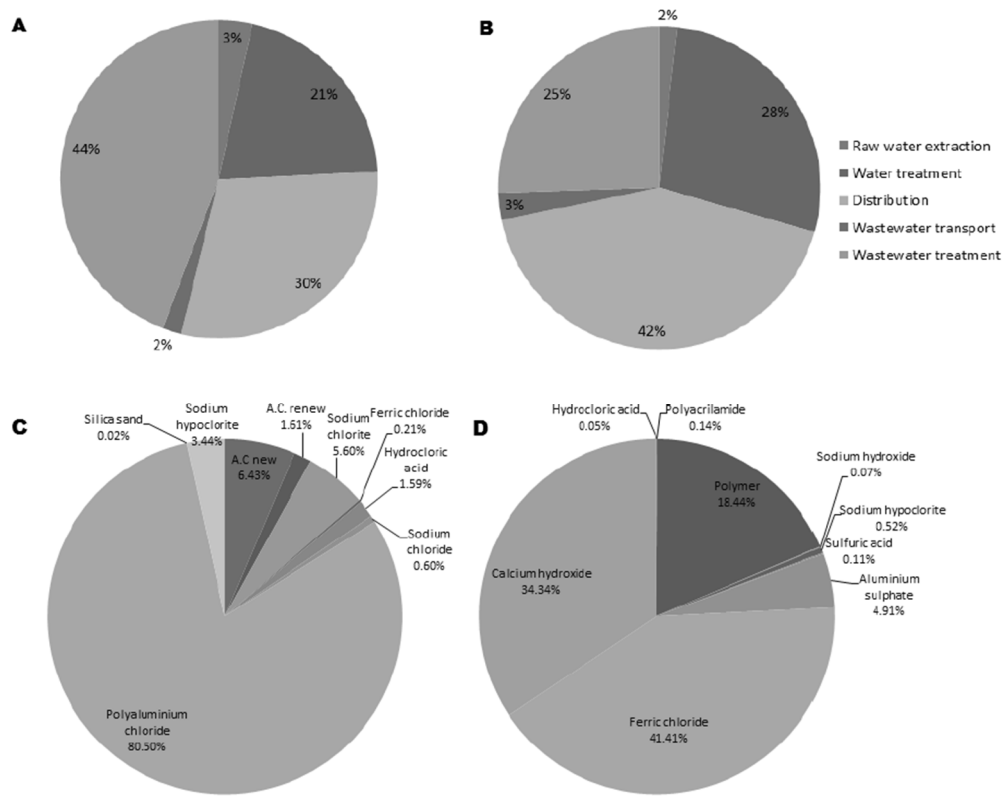 A
3%
21%
30%
2%
44%
B
2%
28%
42%
3%
25%
Raw water extraction
Water treatment
Distribution
Wastewater transport
Wastewater treatment
C
Silica sand
0.02%
Sodium
hypoclorite
3.44%
A.C new
6.43%
A.C. renew
1.61%
Sodium
chlorite
5.60%
Ferric chloride
0.21%
Hydrocloric
acid
1.59%
Sodium
chloride
0.60%
Polyaluminium
chloride
80.50%
D
Hydrocloric acid
0.05%
Polyacrilamide
0.14%
Polymer
18.44%
Sodium hydroxide
0.07%
Sodium hypoclorite
0.52%
Sulfuric acid
0.11%
Aluminium
sulphate
4.91%
Ferric chloride
41.41%
Calcium hydroxide
34.34%